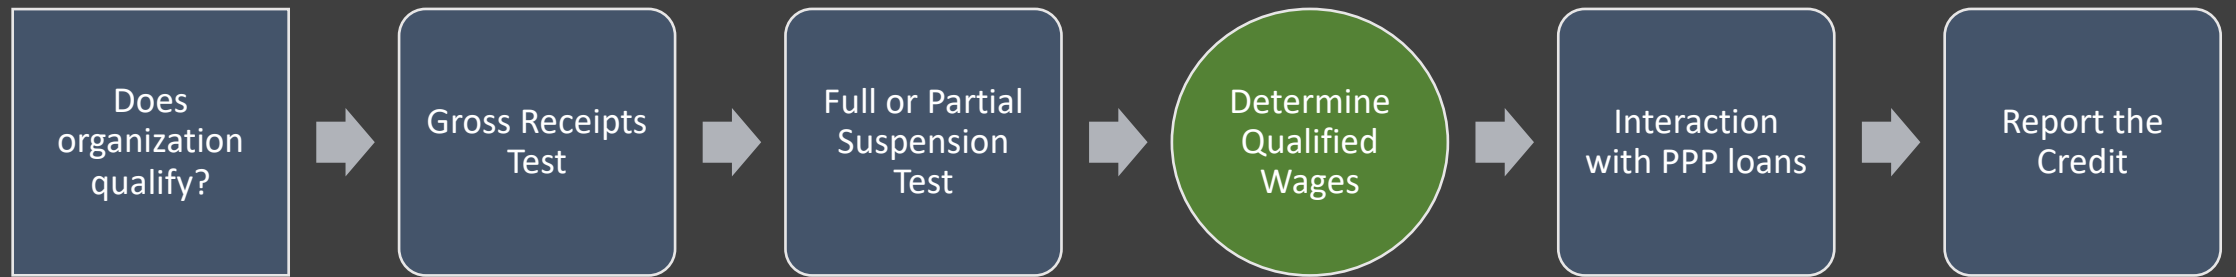 Does
organization
qualify?
Gross Receipts
Test
Full or Partial
Suspension
Test
Determine
Qualified
Wages
Interaction
with PPP loans
Report the
Credit